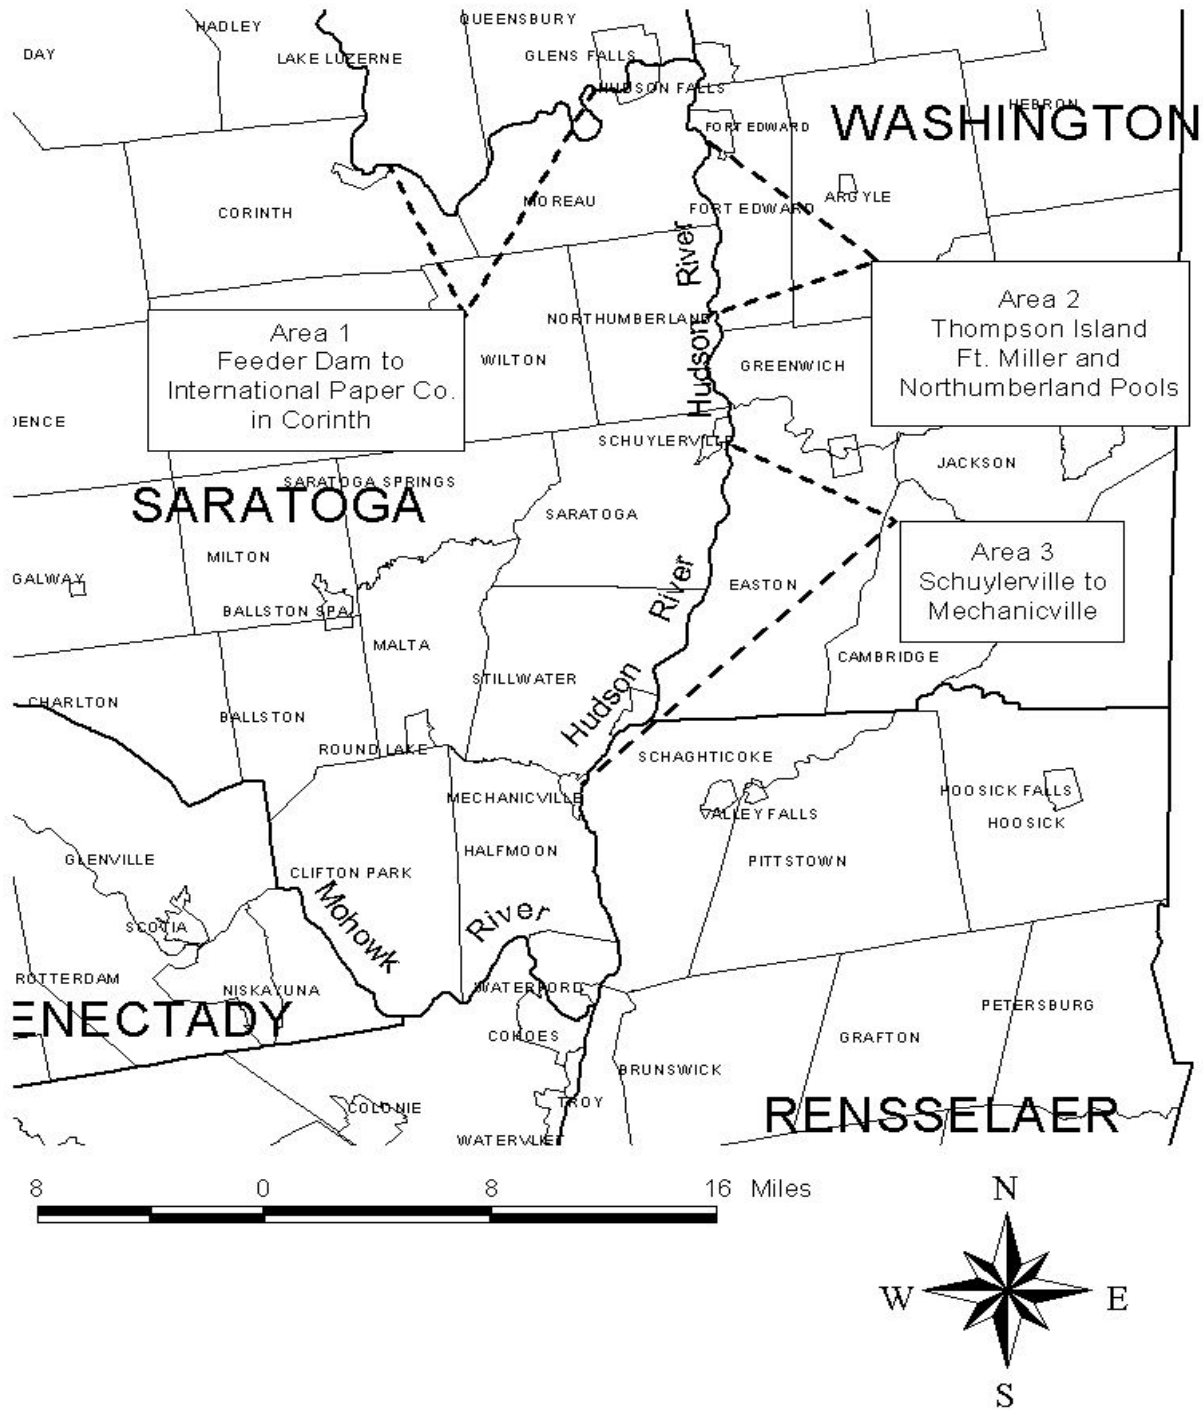 QUEENSBURY
HADLEY
DAY
LAKE LUZERNE
GLENS FALLS
HUDSON FALLS
HEBRON
WASHINGTON
FORT EDWARD
ARGYLE
MOREAU
FORT EDWARD
CORINTH
River
Area 1
Feeder Dam to
International Paper Co.
in Corinth
Area 2
Thompson Island
Ft. Miller and
Northumberland Pools
NORTHUMBERLAND
Hudson
WILTON
GREENWICH
DENCE
SCHUYLERVILLE
JACKSON
SARATOGA SPRINGS
SARATOGA
SARATOGA
MILTON
Area 3
Schuylerville to
Mechanicville
GALWAY
River
EASTON
BALLSTON SPA
MALTA
CAMBRIDGE
STILLWATER
Hudson
CHARLTON
BALLSTON
ROUND LAKE
SCHAGHTICOKE
MECHANICVILLE
HOOSICK FALLS
VALLEY FALLS
HOOSICK
HALFMOON
GLENVILLE
PITTSTOWN
CLIFTON PARK
Mohowk
River
SCOTIA
ROTTERDAM
NISKAYUNA
WATERFORD
PETERSBURG
ENECTADY
COHOES
GRAFTON
BRUNSWICK
COLONIE
TROY
RENSSELAER
WATERVLIET
8 0 8 16 Miles
N
W E
S